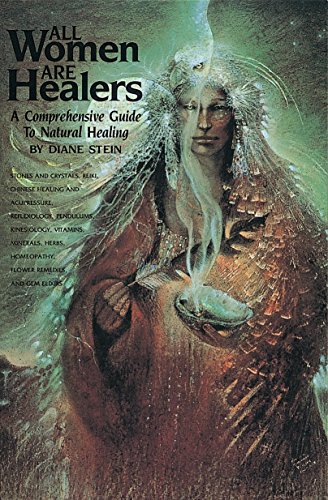 ALL
WOMEN
ARE
HEALERS
A Comprehensive Guide
To Natural Healing
BY DIANE STEIN
STONES AND CRYSTALS, REIKI,
CHINESE HEALING AND
ACUPRESSURE,
REFLEXOLOGY, PENDULUMS,
KINESIOLOGY, VITAMINS,
MINERALS, HERBS,
HOMEOPATHY,
FLOWER REMEDIES,
AND GEM ELIXIRS